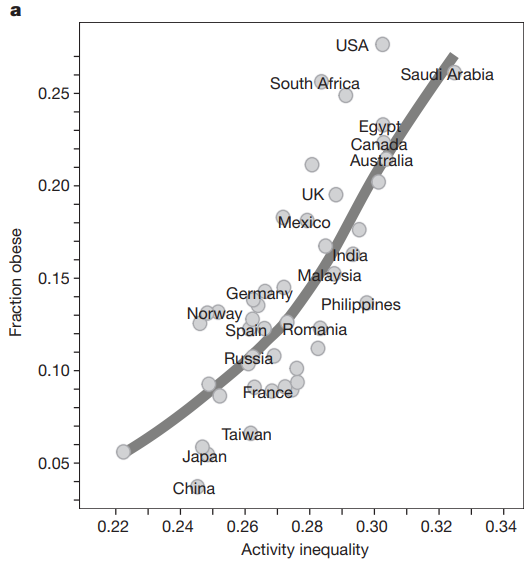 a
USA
South Africa
Saudi Arabia
Egypt
Canada
Australia
UK
Mexico
India
Malaysia
Germany
Philippines
Norway
Spain
Romania
Russia
France
Taiwan
Japan
China
0.25
0.20
0.15
0.10
0.05
Fraction obese
0.22 0.24 0.26 0.28 0.30 0.32 0.34
Activity inequality